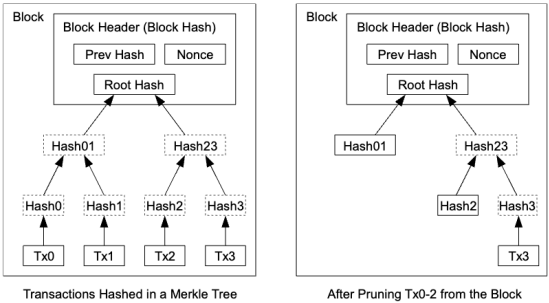 Block
Block Header (Block Hash)
Prev Hash
Nonce
Root Hash
Hash01
Hash23
Hash0
Hash1
Hash2
Hash3
Tx0
Tx1
Tx2
Tx3
Transactions Hashed in a Merkle Tree
Block
Block Header (Block Hash)
Prev Hash
Nonce
Root Hash
Hash01
Hash23
Hash2
Hash3
Tx3
After Pruning Tx0-2 from the Block